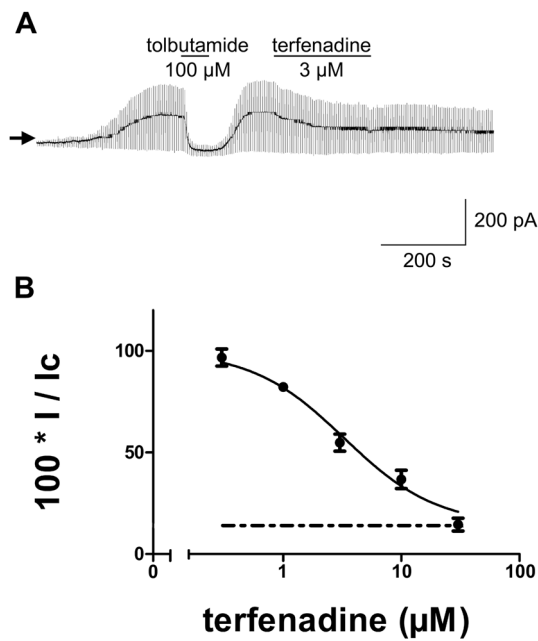 A
tolbutamide terfenadine
100 µM 3 µM
200 pA
200 s
B
100
50
0
100 * I / Ic
0 1 10 100
terfenadine (µM)